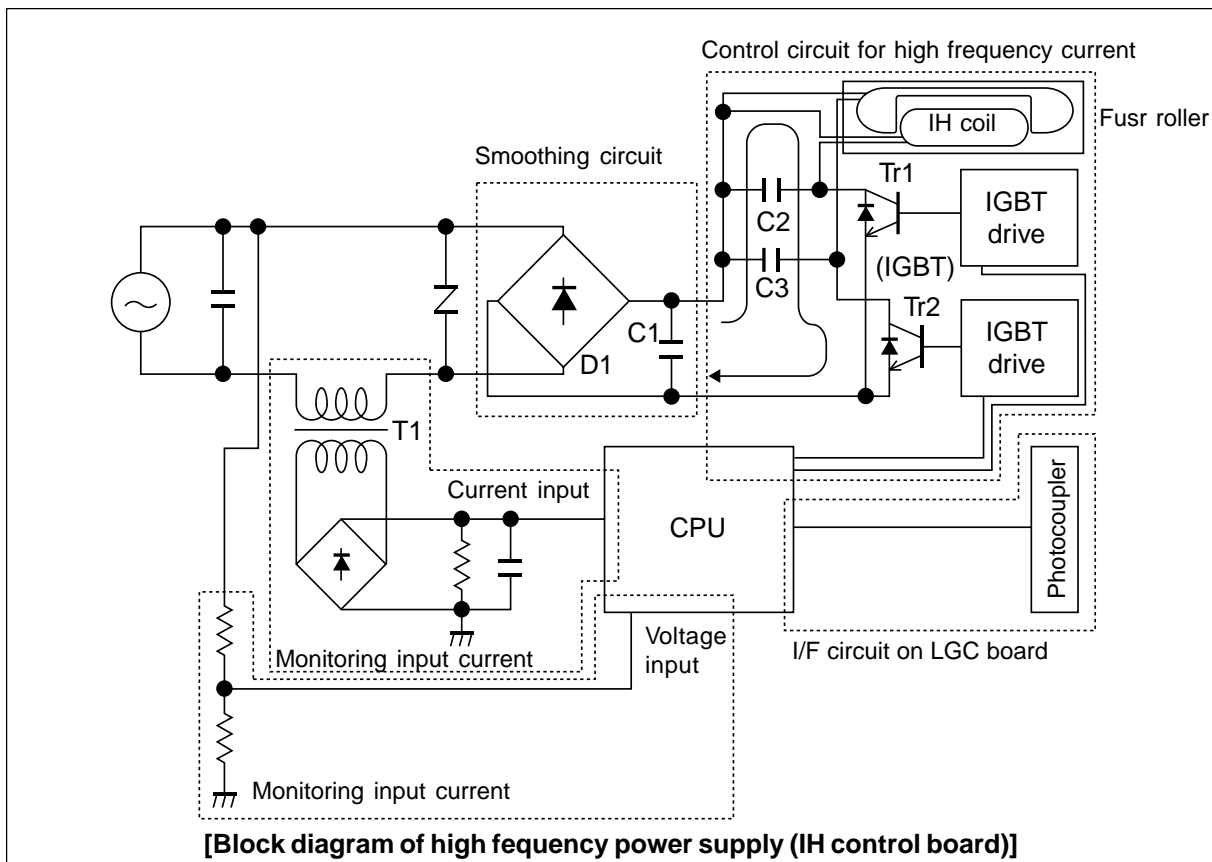 Control circuit for high frequency current
IH coil
Fusr roller
Smoothing circuit
Tr1
IGBT
drive
C2
(IGBT)
C3
Tr2
IGBT
drive
C1
D1
T1
Current input
CPU
Photocoupler
Monitoring input current
Voltage
input
I/F circuit on LGC board
Monitoring input current
[Block diagram of high fequency power supply (IH control board)]